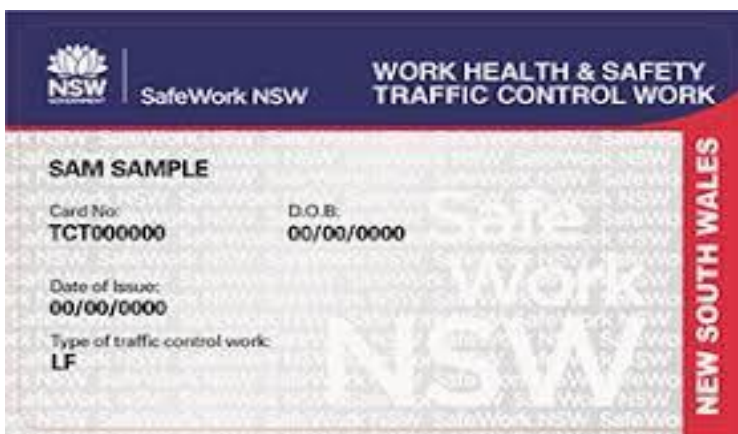 NSW
GOVERNMENT
SafeWork NSW
WORK HEALTH & SAFETY
TRAFFIC CONTROL WORK
SAM SAMPLE
Card No:
TCT000000
D.O.B:
00/00/0000
Date of Issue:
00/00/0000
Type of traffic control work:
LF
Safe
Work
NSW
NEW SOUTH WALES